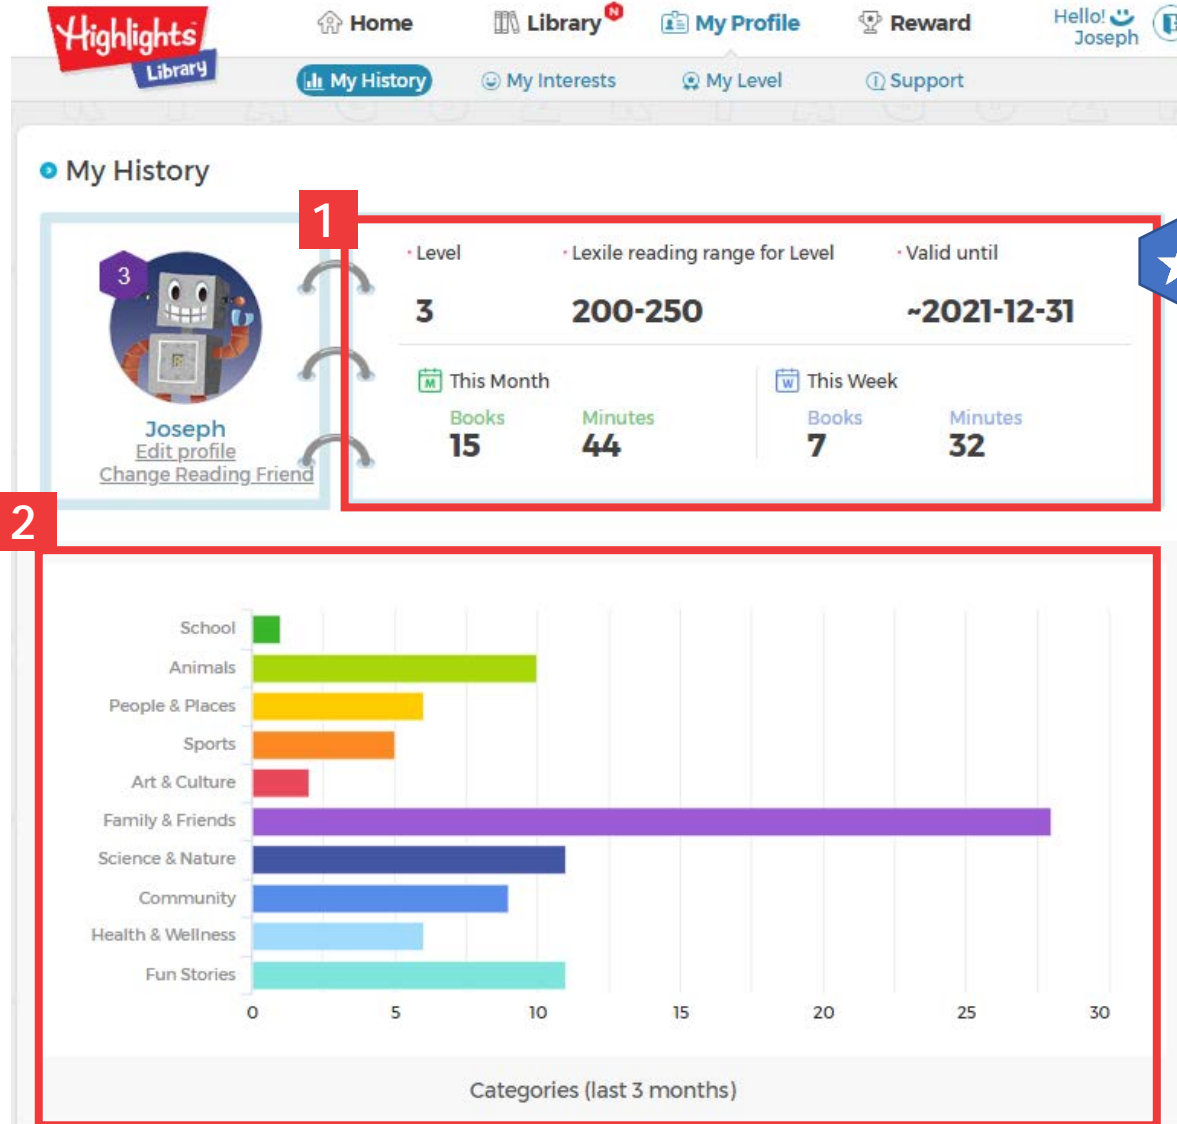 Highlights
Library
Home
Library
N
My Profile
Reward
Hello!
Joseph
My History
My Interests
My Level
Support
My History
1
3
Joseph
Edit profile
Change Reading Friend
Level
Lexile reading range for Level
Valid until
3
200-250
~2021-12-31
M This Month
W This Week
Books
Minutes
Books
Minutes
15
44
7
32
2
School
Animals
People & Places
Sports
Art & Culture
Family & Friends
Science & Nature
Community
Health & Wellness
Fun Stories
0 5 10 15 20 25 30
Categories (last 3 months)